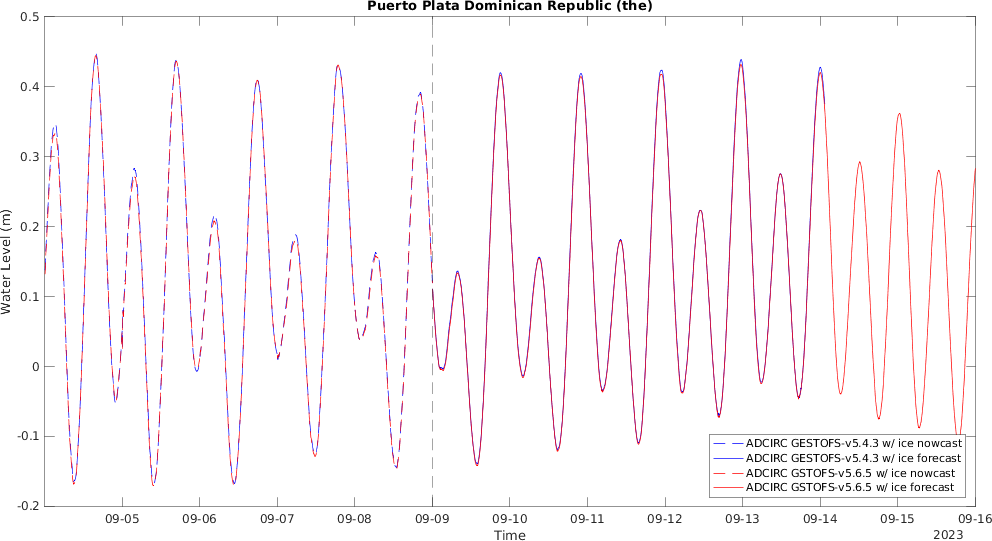 Puerto Plata Dominican Republic (the)
0.5
0.4
0.3
0.2
0.1
0
-0.1
-0.2
Water Level (m)
ADCIRC GESTOFS-v5.4.3 w/ ice nowcast
ADCIRC GESTOFS-v5.4.3 w/ ice forecast
ADCIRC GSTOFS-v5.6.5 w/ ice nowcast
ADCIRC GSTOFS-v5.6.5 w/ ice forecast
09-05 09-06 09-07 09-08 09-09 09-10 09-11 09-12 09-13 09-14 09-15 09-16
Time
2023